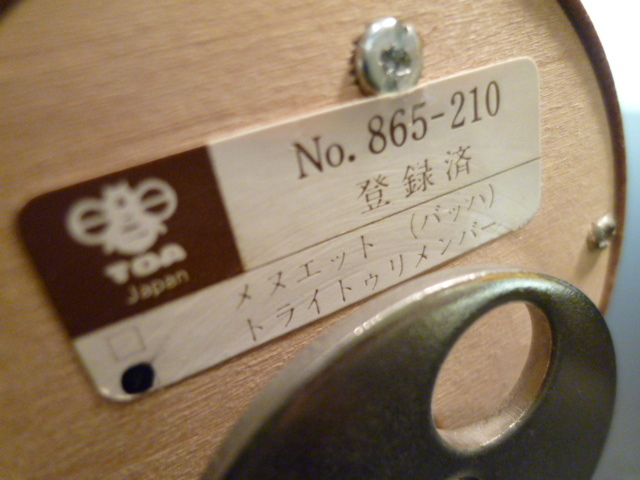 No. 865-210
登録済
TOA
Japan
メヌエット (バッハ)
トライトゥリメンバー